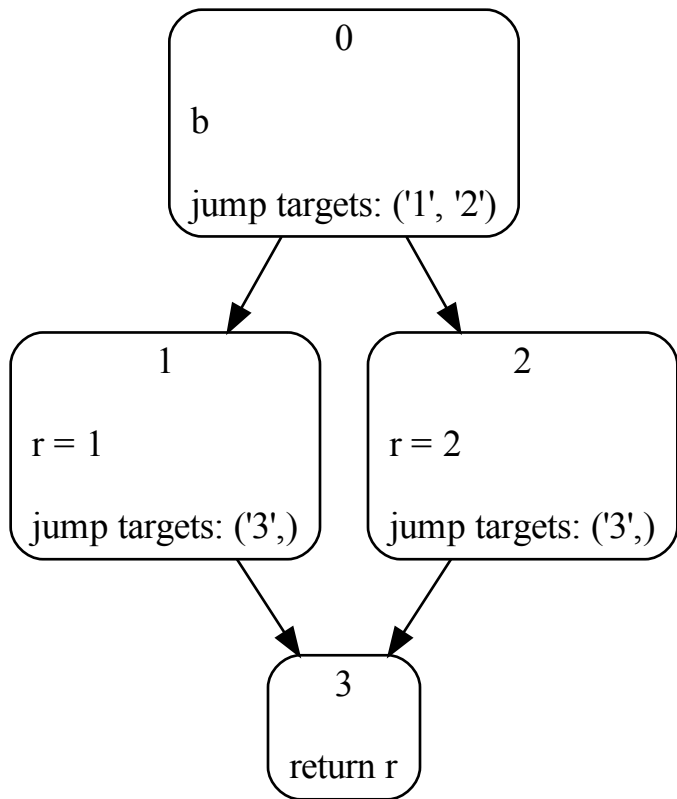 0
b
jump targets: ('1', '2')
1
r = 1
jump targets: ('3',)
2
r = 2
jump targets: ('3',)
3
return r